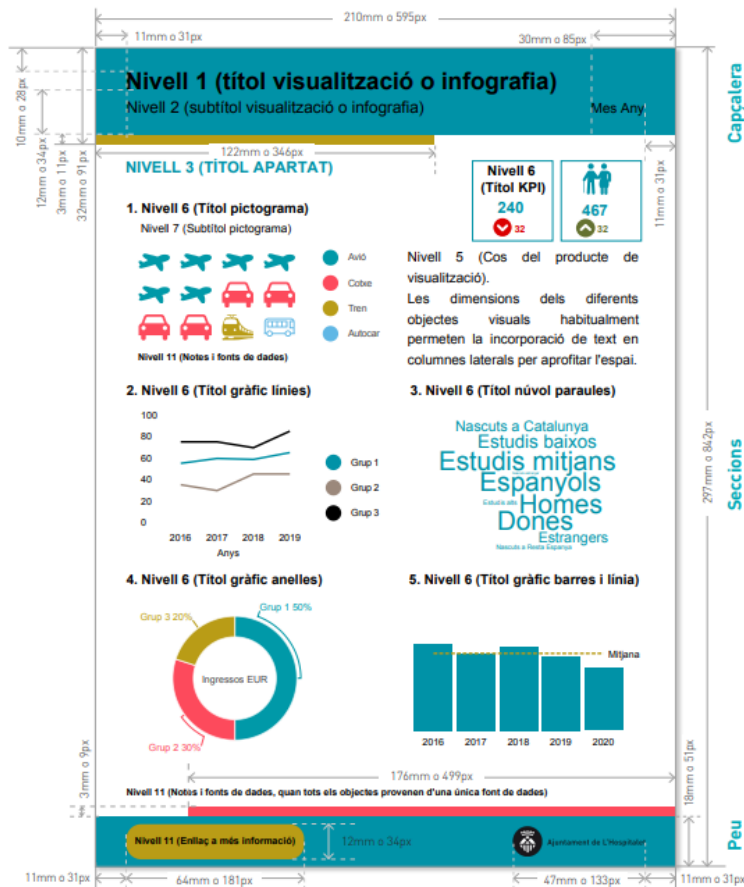 210mm o 595px
11mm o 31px
30mm o 85px
Nivell 1 (títol visualització o infografia)
Nivell 2 (subtítol visualització o infografia)
Mes Any
Capçalera
10mm o 28px
12mm o 34px
3mm o 11px
32mm o 91px
122mm o 346px
11mm o 31px
NIVELL 3 (TÍTOL APARTAT)
Nivell 6
(Títol KPI)
240
32
467
32
1. Nivell 6 (Títol pictograma)
Nivell 7 (Subtítol pictograma)
Avió
Cotxe
Tren
Autocar
Nivell 11 (Notes i fonts de dades)
Nivell 5 (Cos del producte de
visualització).
Les dimensions dels diferents
objectes visuals habitualment
permeten la incorporació de text en
columnes laterals per aprofitar l'espai.
2. Nivell 6 (Títol gràfic línies)
100
80
60
40
20
0
2016 2017 2018 2019
Anys
Grup 1
Grup 2
Grup 3
3. Nivell 6 (Títol núvol paraules)
Nascuts a Catalunya
Estudis baixos
Estudis mitjans
Espanyols
Estudis alts
Homes
Dones
Estrangers
Nascuts a Resta Espanya
297mm o 842px
Seccions
4. Nivell 6 (Títol gràfic anelles)
Grup 3 20%
Grup 1 50%
Ingressos EUR
Grup 2 30%
5. Nivell 6 (Títol gràfic barres i línia)
Mitjana
2016 2017 2018 2019 2020
3mm o 9px
176mm o 499px
18mm o 51px
Nivell 11 (Notes i fonts de dades, quan tots els objectes provenen d'una única font de dades)
Nivell 11 (Enllaç a més informació)
12mm o 34px
Ajuntament de L'Hospitalet
Peu
11mm o 31px
64mm o 181px
47mm o 133px
11mm o 31px